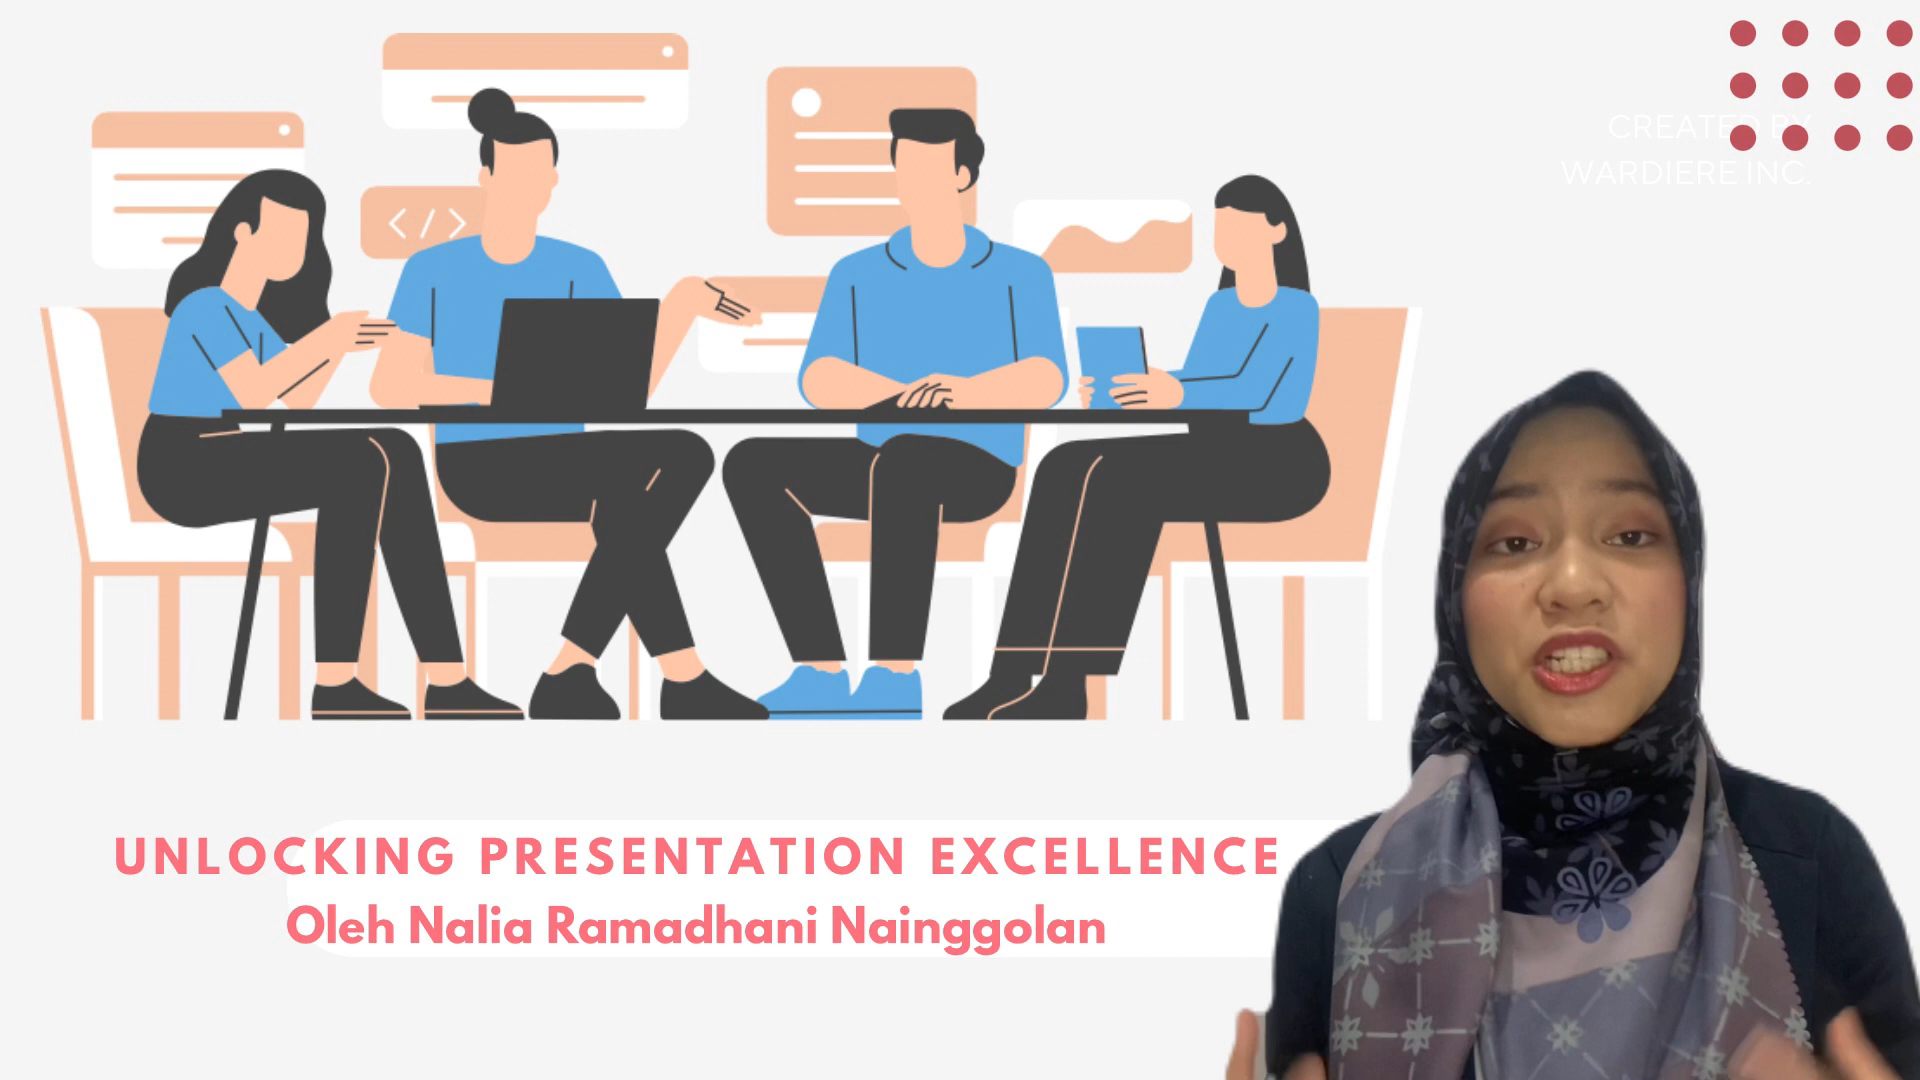 CREATED BY
WARDIERE INC.
</>
UNLOCKING PRESENTATION EXCELLENCE
Oleh Nalia Ramadhani Nainggolan